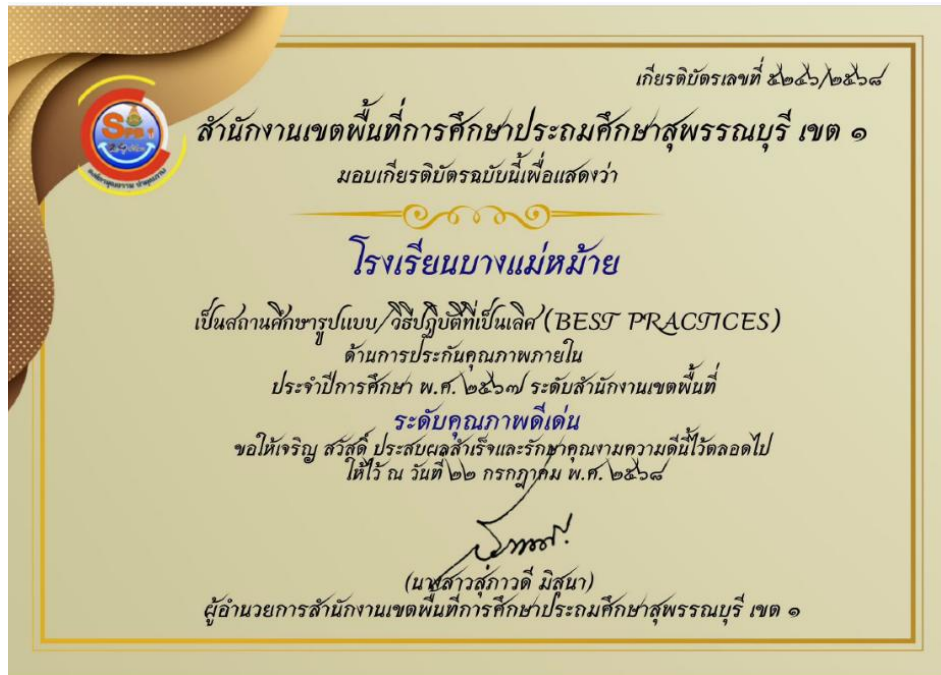 เกียรติบัตรเลขที่ ๕๒๔๖/๒๕๖๘
สำนักงานเขตพื้นที่การศึกษาประถมศึกษาสุพรรณบุรี เขต ๑
มอบเกียรติบัตรฉบับนี้เพื่อแสดงว่า
โรงเรียนบางแม่หม้าย
เป็นสถานศึกษารูปแบบ/วิธีปฏิบัติที่เป็นเลิศ (BEST PRACTICES)
ด้านการประกันคุณภาพภายใน
ประจำปีการศึกษา พ.ศ. ๒๕๖๗ ระดับสำนักงานเขตพื้นที่
ระดับคุณภาพดีเด่น
ขอให้เจริญ สวัสดิ์ ประสบผลสำเร็จและรักษาคุณงามความดีนี้ไว้ตลอดไป
ให้ไว้ ณ วันที่ ๒๒ กรกฎาคม พ.ศ. ๒๕๖๘
(นางสาวสุภาวดี มิสุนา)
ผู้อำนวยการสำนักงานเขตพื้นที่การศึกษาประถมศึกษาสุพรรณบุรี เขต ๑